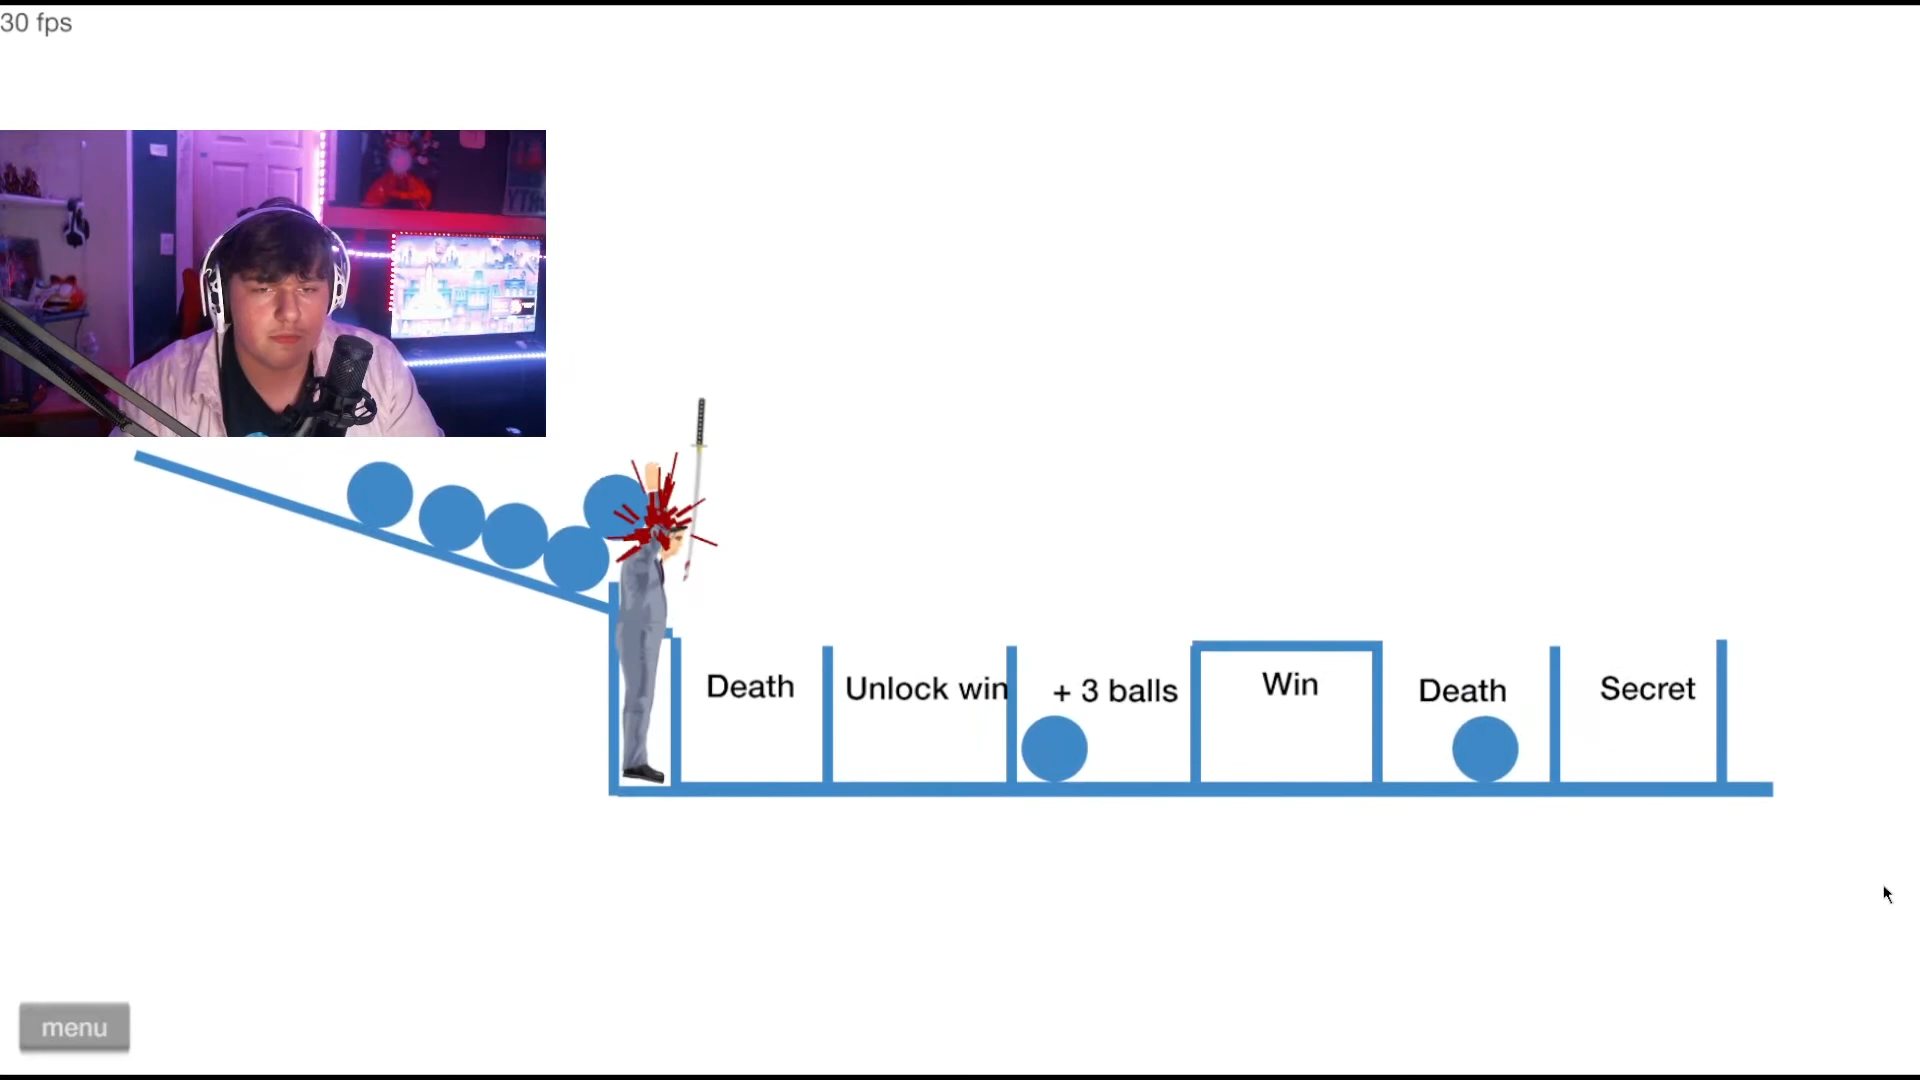 30 fps
Death
Unlock win
+ 3 balls
Win
Death
Secret
menu